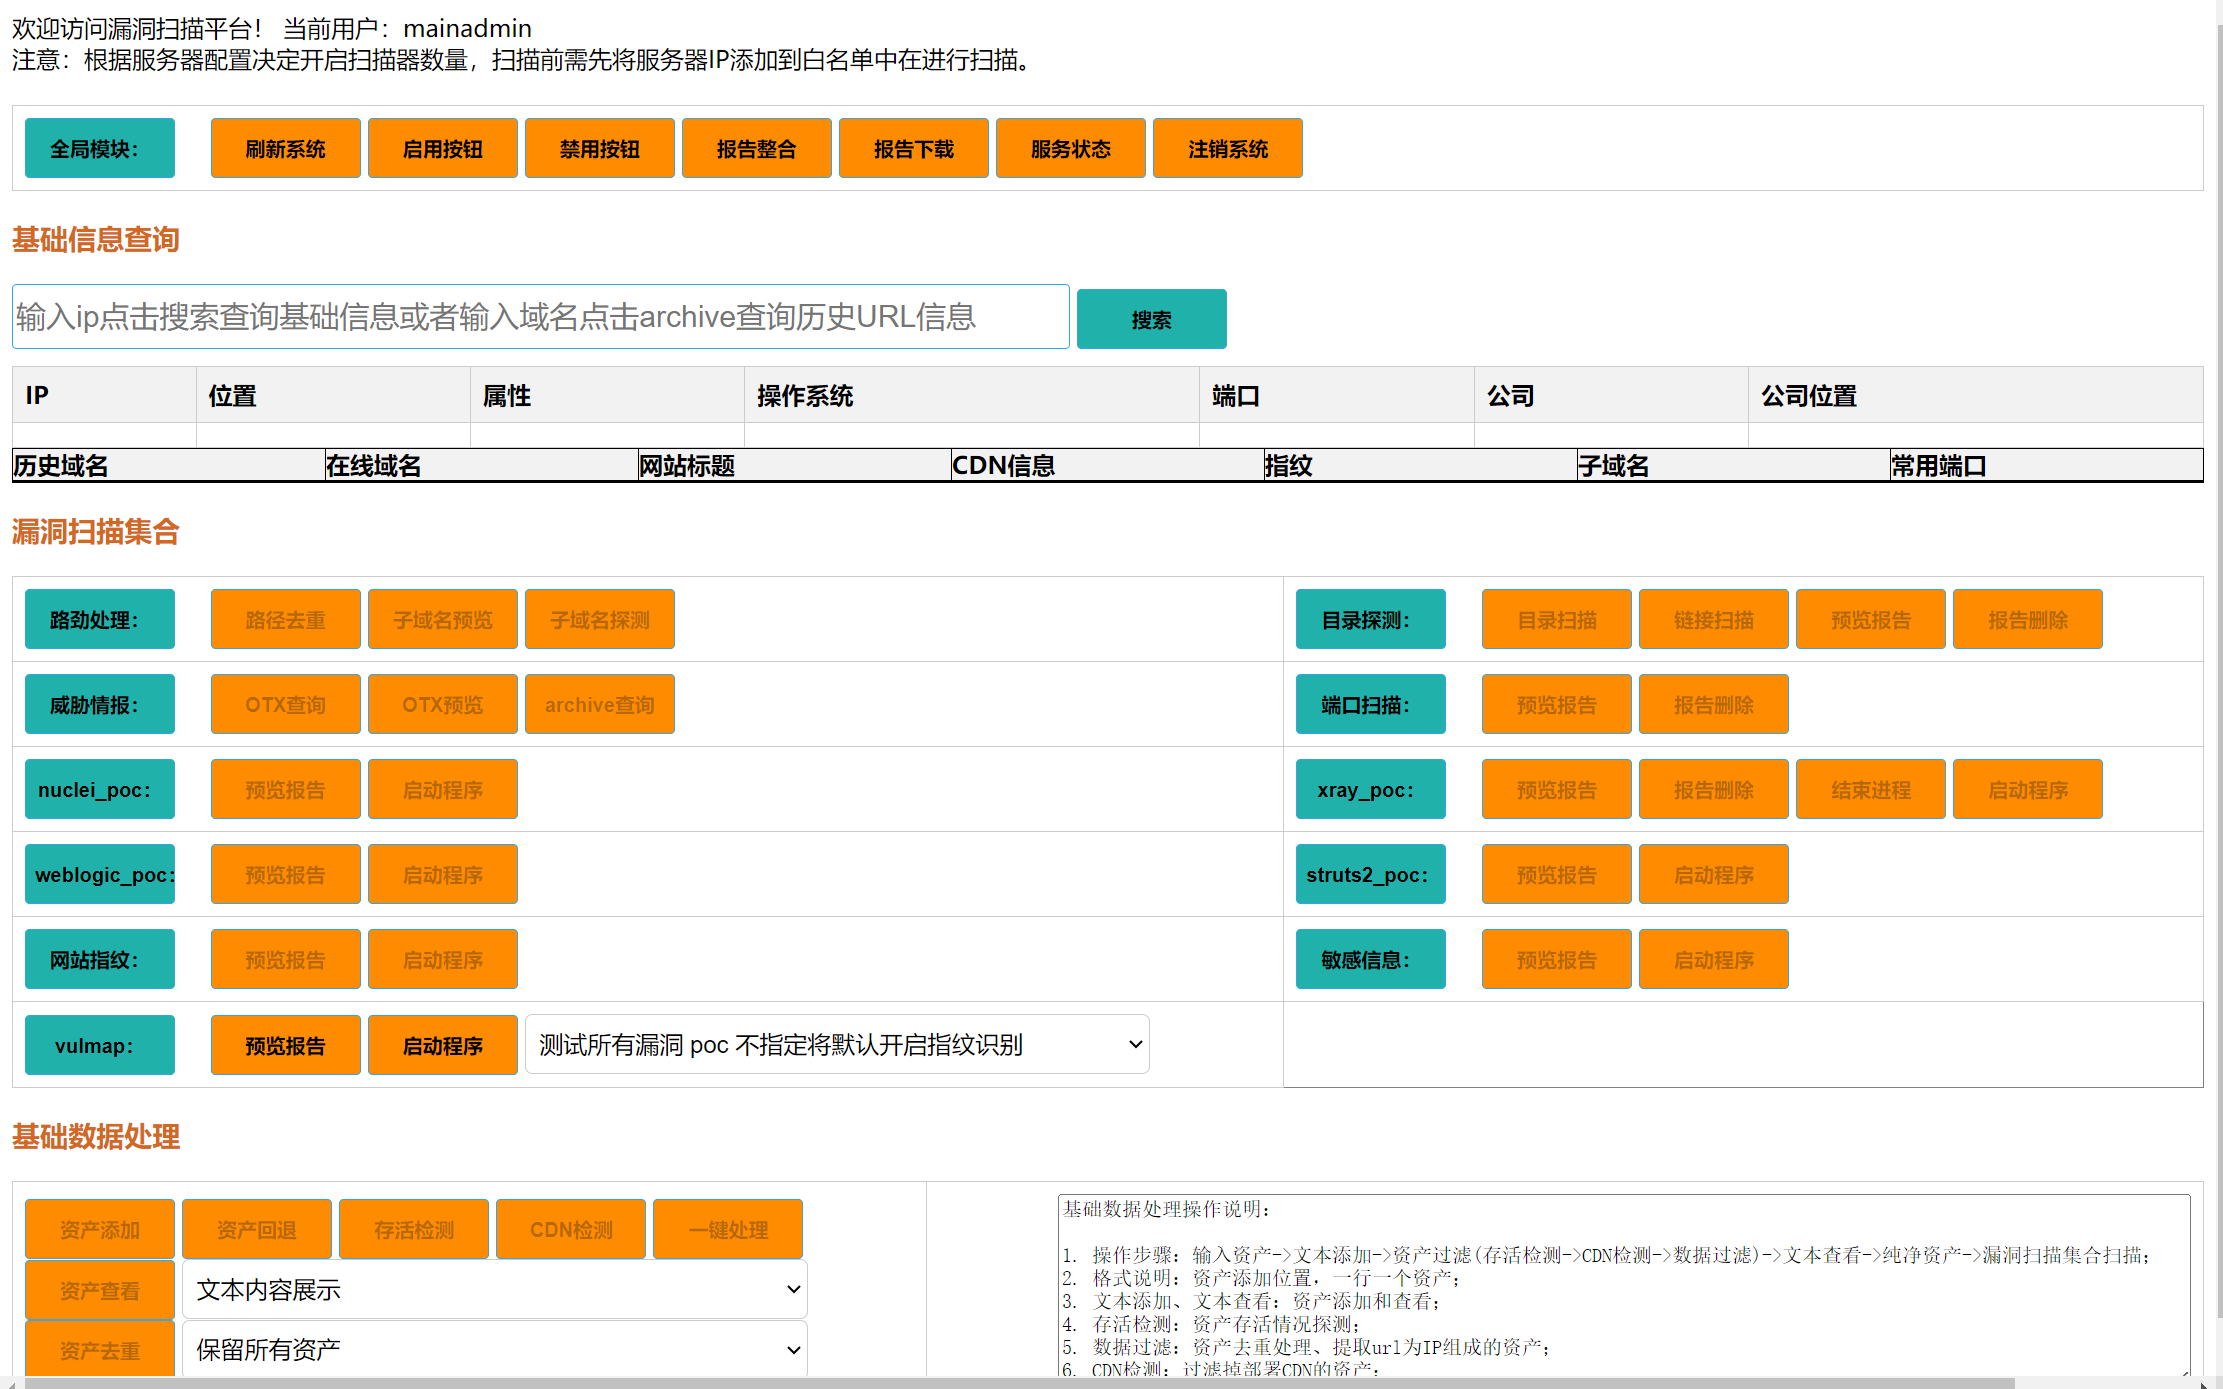 欢迎访问漏洞扫描平台！ 当前用户：mainadmin
注意：根据服务器配置决定开启扫描器数量，扫描前需先将服务器IP添加到白名单中在进行扫描。
全局模块： 刷新系统 启用按钮 禁用按钮 报告整合 报告下载 服务状态 注销系统
基础信息查询
输入ip点击搜索查询基础信息或者输入域名点击archive查询历史URL信息 搜索
IP 位置 属性 操作系统 端口 公司 公司位置
历史域名 在线域名 网站标题 CDN信息 指纹 子域名 常用端口
漏洞扫描集合
路劲处理： 路径去重 子域名预览 子域名探测 目录探测： 目录扫描 链接扫描 预览报告 报告删除
威胁情报： OTX查询 OTX预览 archive查询 端口扫描： 预览报告 报告删除
nuclei_poc： 预览报告 启动程序 xray_poc： 预览报告 报告删除 结束进程 启动程序
weblogic_poc： 预览报告 启动程序 struts2_poc： 预览报告 启动程序
网站指纹： 预览报告 启动程序 敏感信息： 预览报告 启动程序
vulmap： 预览报告 启动程序 测试所有漏洞 poc 不指定将默认开启指纹识别
基础数据处理
资产添加 资产回退 存活检测 CDN检测 一键处理
资产查看 文本内容展示
资产去重 保留所有资产
基础数据处理操作说明：
1. 操作步骤：输入资产->文本添加->资产过滤(存活检测->CDN检测->数据过滤)->文本查看->纯净资产->漏洞扫描集合扫描；
2. 格式说明：资产添加位置，一行一个资产；
3. 文本添加、文本查看：资产添加和查看；
4. 存活检测：资产存活情况探测；
5. 数据过滤：资产去重处理、提取url为IP组成的资产；
6. CDN检测：过滤掉部署CDN的资产；